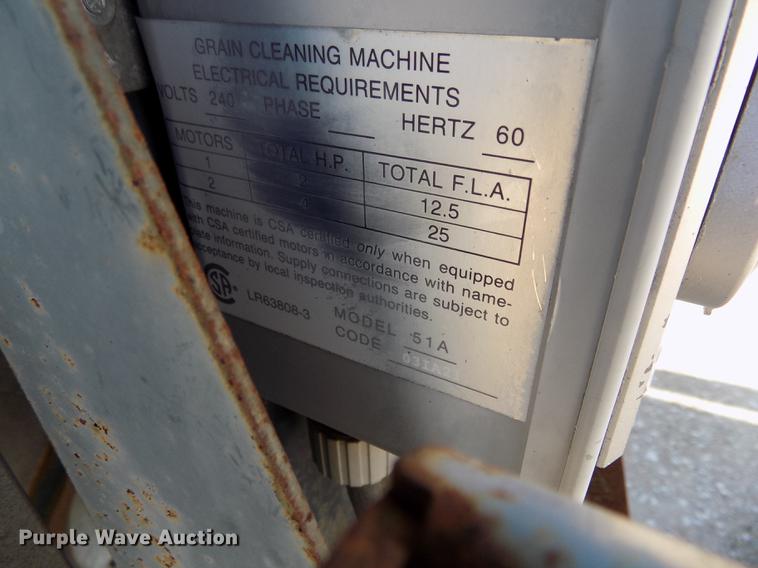 GRAIN CLEANING MACHINE
ELECTRICAL REQUIREMENTS
VOLTS 240 PHASE ___ HERTZ 60
MOTORS TOTAL H.P. TOTAL F.L.A.
1 2 12.5
2 4 25
This machine is CSA certified only when equipped
with CSA certified motors in accordance with name-
plate information. Supply connections are subject to
acceptance by local inspection authorities.
LR63808-3
MODEL 51A
CODE
Purple Wave Auction